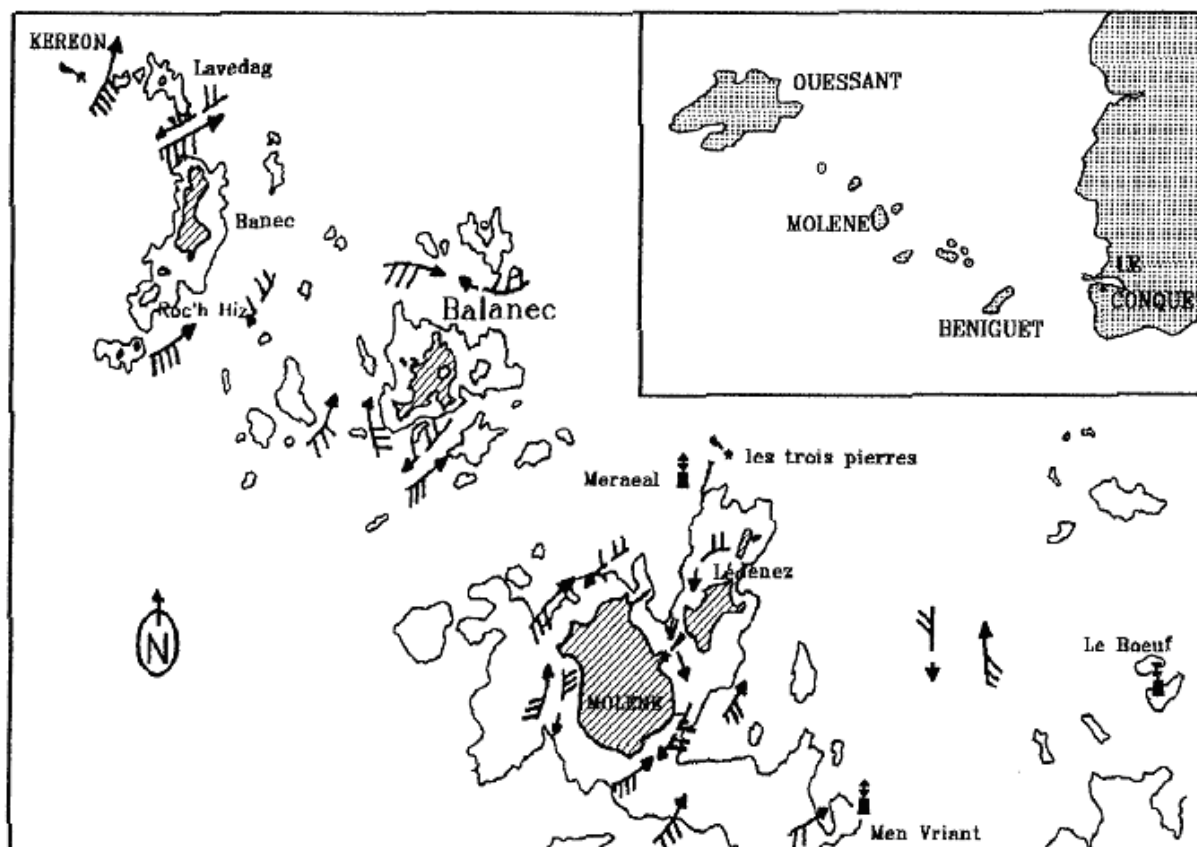 KEREON
Lavedag
Banec
Roc'h Hiz
Balanec
OUESSANT
MOLENE
BENIGUET
LE
CONQUET
les trois pierres
Meraeal
Lédenez
MOLENE
Le Boeuf
Men Vriant
N